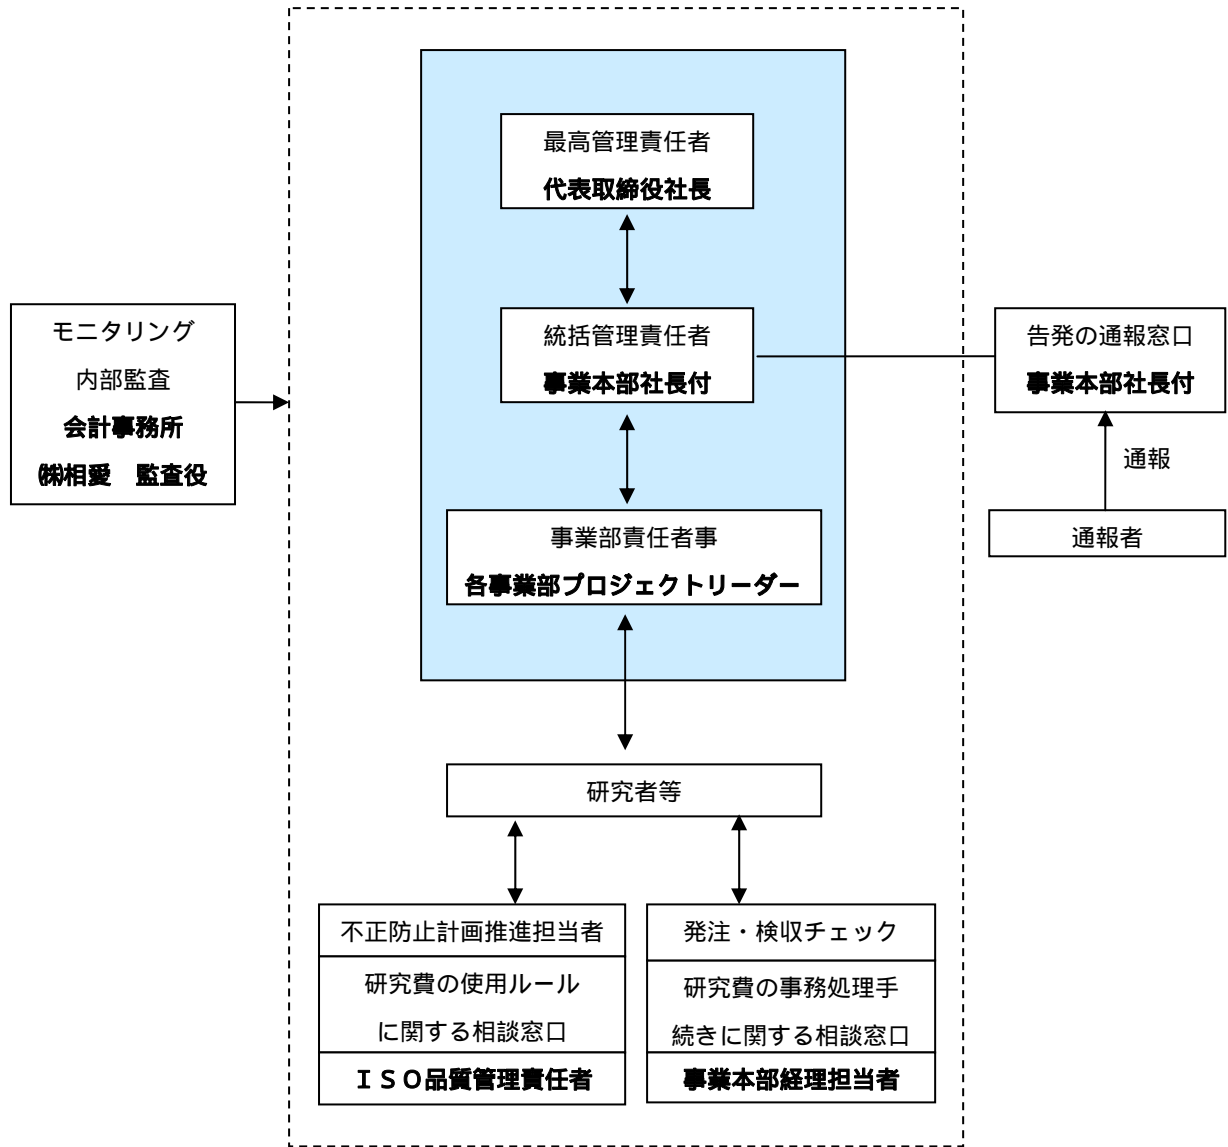 最高管理責任者
代表取締役社長
モニタリング
内部監査
会計事務所
㈱相愛　監査役
統括管理責任者
事業本部社長付
告発の通報窓口
事業本部社長付
通報
通報者
事業部責任者事
各事業部プロジェクトリーダー
研究者等
不正防止計画推進担当者
研究費の使用ルール
に関する相談窓口
ＩＳＯ品質管理責任者
発注・検収チェック
研究費の事務処理手
続きに関する相談窓口
事業本部経理担当者